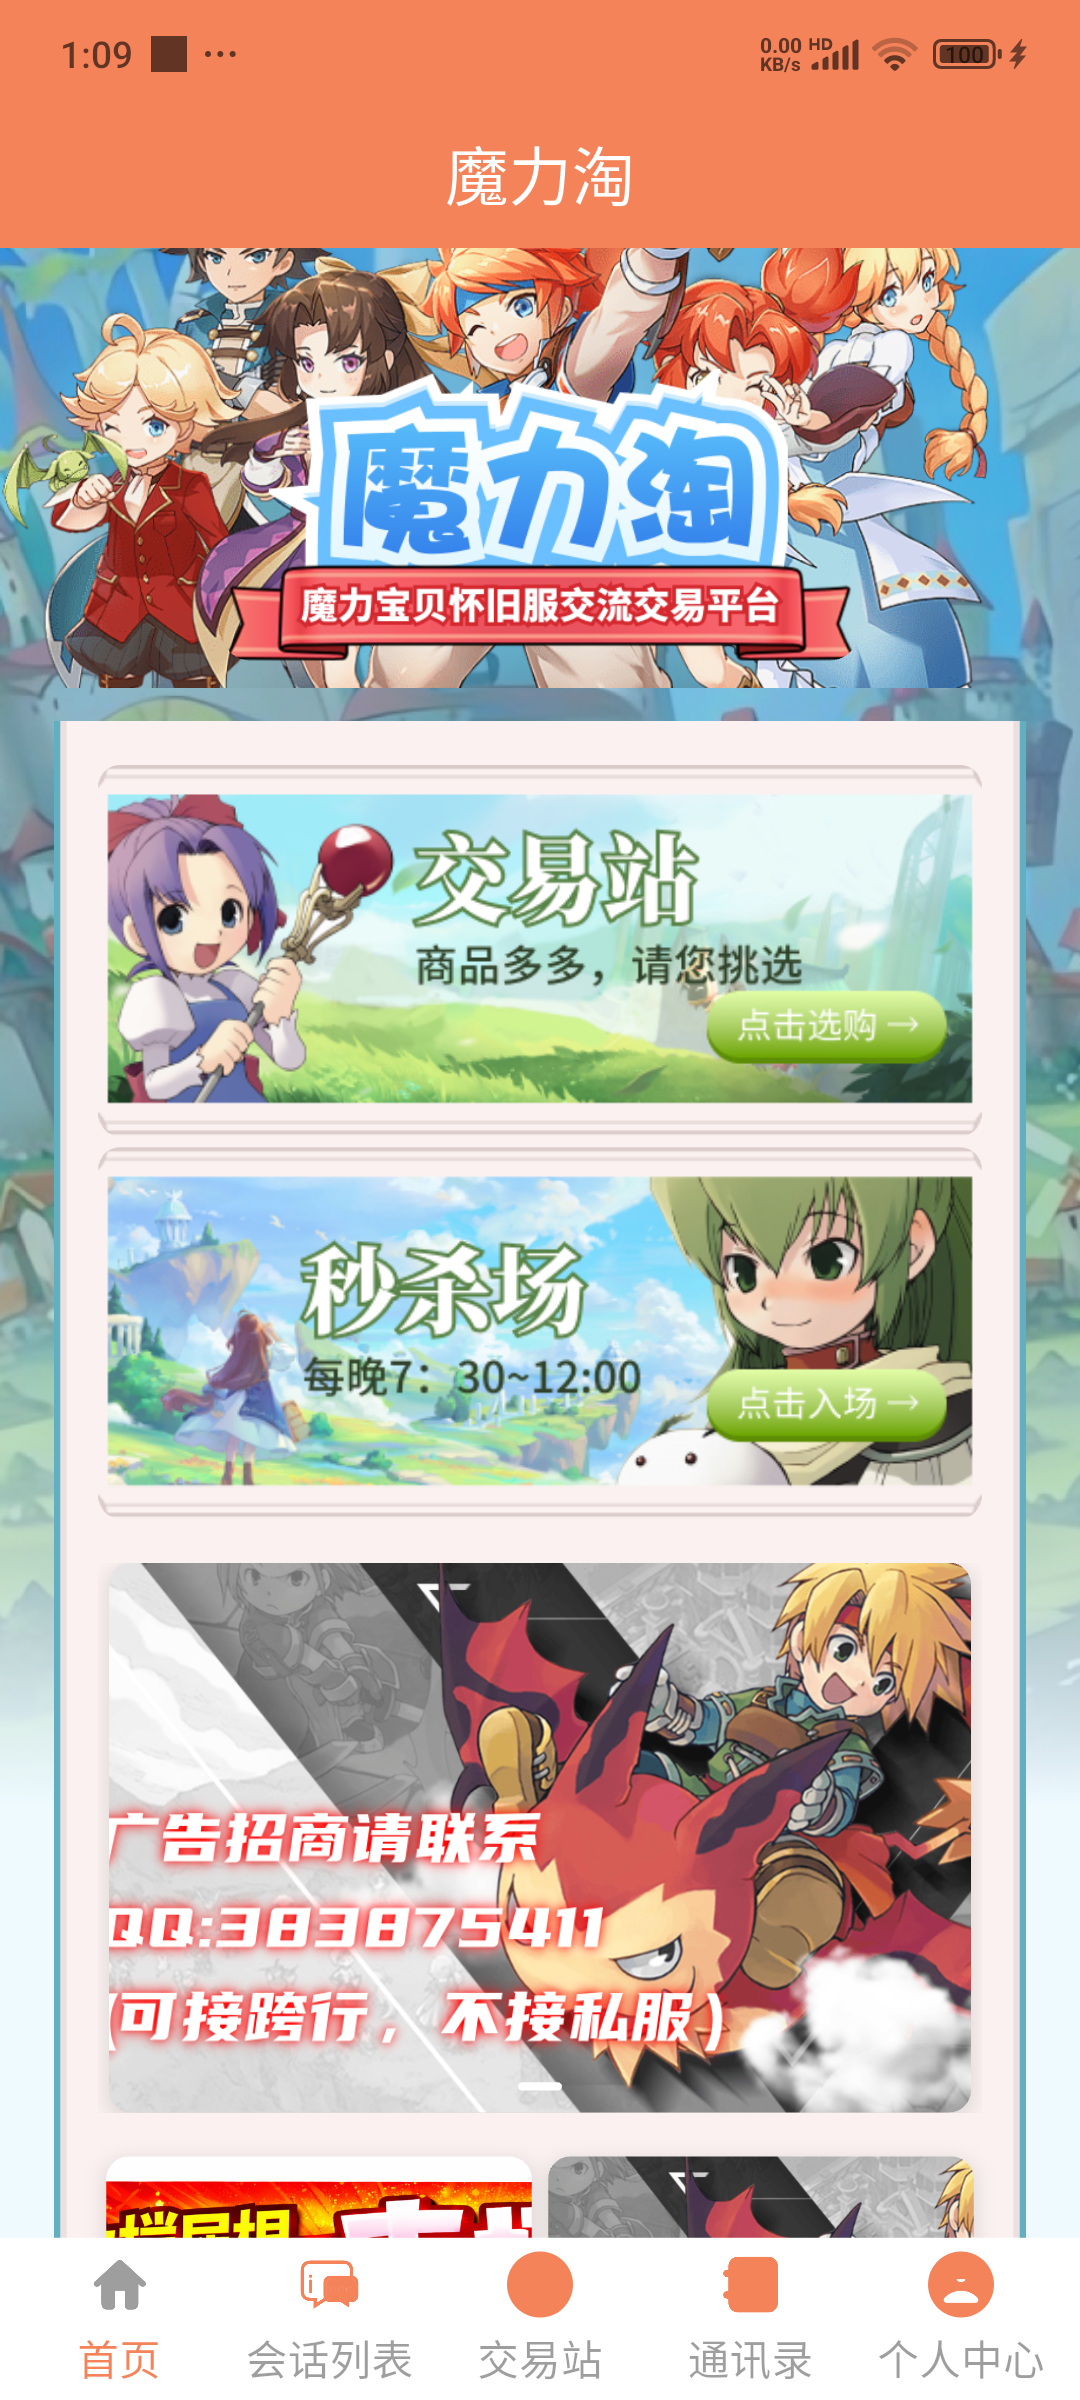 1:09
0.00 KB/s HD 100
魔力淘
魔力淘
魔力宝贝怀旧服交流交易平台
交易站
商品多多，请您挑选
点击选购→
秒杀场
每晚7：30~12:00
点击入场→
广告招商请联系
QQ:383875411
(可接跨行，不接私服)
首页
会话列表
交易站
通讯录
个人中心